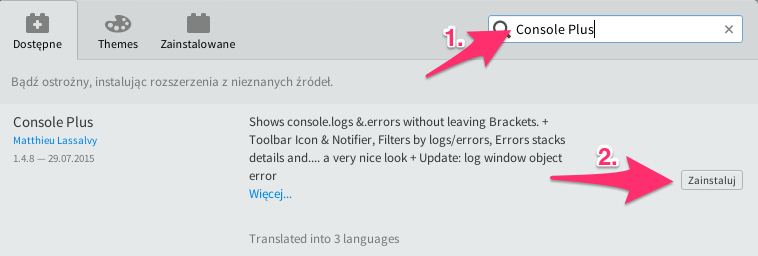 1.
Console Plus
Dostępne
Themes
Zainstalowane
Bądź ostrożny, instalując rozszerzenia z nieznanych źródeł.
Console Plus
Matthieu Lassalvy
1.4.8 — 29.07.2015
Shows console.logs &.errors without leaving Brackets. +
Toolbar Icon & Notifier, Filters by logs/errors, Errors stacks
details and.... a very nice look + Update: log window object
error
Więcej...
2.
Zainstaluj
Translated into 3 languages